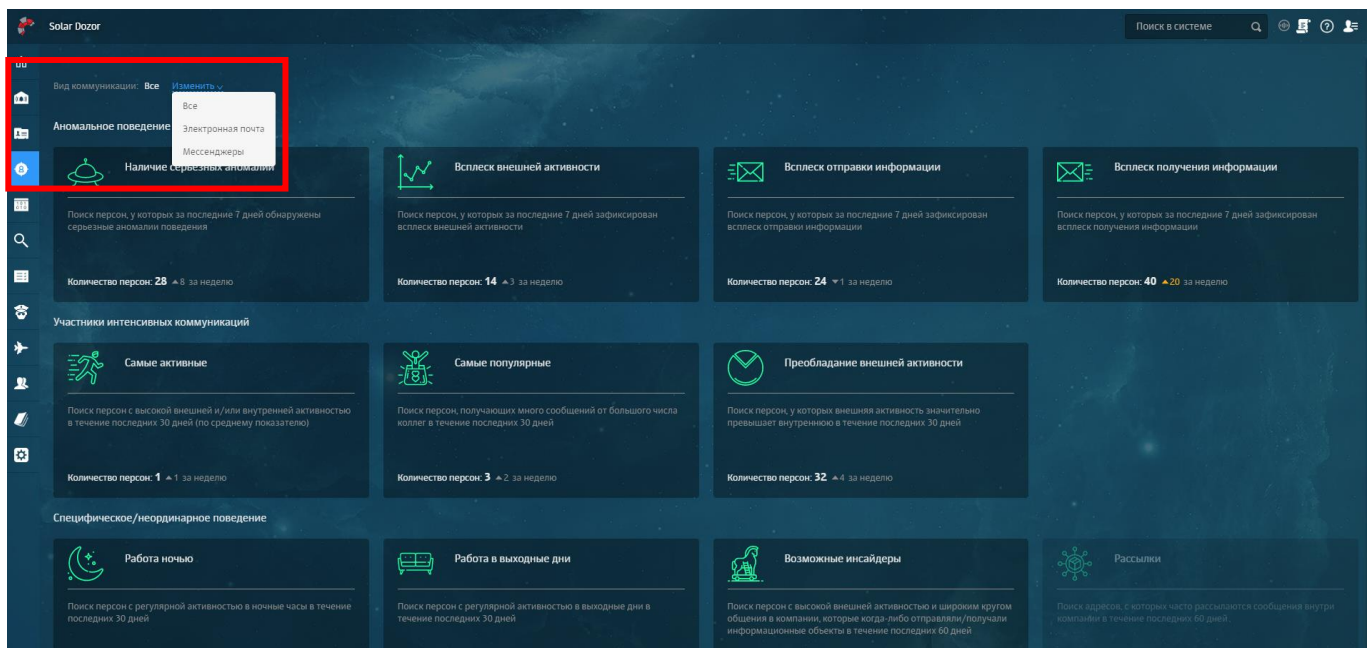 Solar Dozor
Поиск в системе
Вид коммуникации: Все Изменить
Все
Электронная почта
Мессенджеры
Аномальное поведение
Наличие серьезных аномалий
Поиск персон, у которых за последние 7 дней обнаружены
серьезные аномалии поведения
Количество персон: 28 ▲8 за неделю
Всплеск внешней активности
Поиск персон, у которых за последние 7 дней зафиксирован
всплеск внешней активности
Количество персон: 14 ▲3 за неделю
Всплеск отправки информации
Поиск персон, у которых за последние 7 дней зафиксирован
всплеск отправки информации
Количество персон: 24 ▼1 за неделю
Всплеск получения информации
Поиск персон, у которых за последние 7 дней зафиксирован
всплеск получения информации
Количество персон: 40 ▲20 за неделю
Участники интенсивных коммуникаций
Самые активные
Поиск персон с высокой внешней и/или внутренней активностью
в течение последних 30 дней (по среднему показателю)
Количество персон: 1 ▲1 за неделю
Самые популярные
Поиск персон, получающих много сообщений от большого числа
коллег в течение последних 30 дней
Количество персон: 3 ▲2 за неделю
Преобладание внешней активности
Поиск персон, у которых внешняя активность значительно
превышает внутреннюю в течение последних 30 дней
Количество персон: 32 ▲4 за неделю
Специфическое/неординарное поведение
Работа ночью
Поиск персон с регулярной активностью в ночные часы в течение
последних 30 дней
Работа в выходные дни
Поиск персон с регулярной активностью в выходные дни в
течение последних 30 дней
Возможные инсайдеры
Поиск персон с высокой внешней активностью и широким кругом
общения в компании, которые когда-либо отправляли/получали
информационные объекты в течение последних 60 дней
Рассылки
Поиск адресов, с которых часто рассылаются сообщения внутри
компании в течение последних 60 дней.